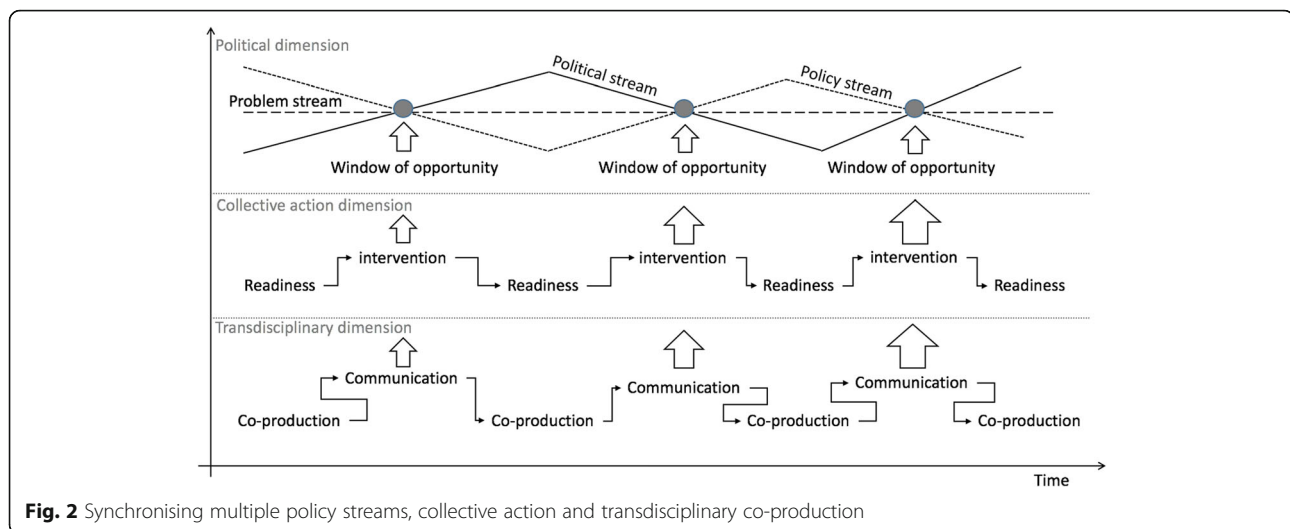 Political dimension
Political stream
Policy stream
Problem stream
Window of opportunity
Window of opportunity
Window of opportunity
Collective action dimension
intervention
intervention
intervention
Readiness
Readiness
Readiness
Readiness
Transdisciplinary dimension
Communication
Communication
Communication
Co-production
Co-production
Co-production
Co-production
Time
Fig. 2 Synchronising multiple policy streams, collective action and transdisciplinary co-production